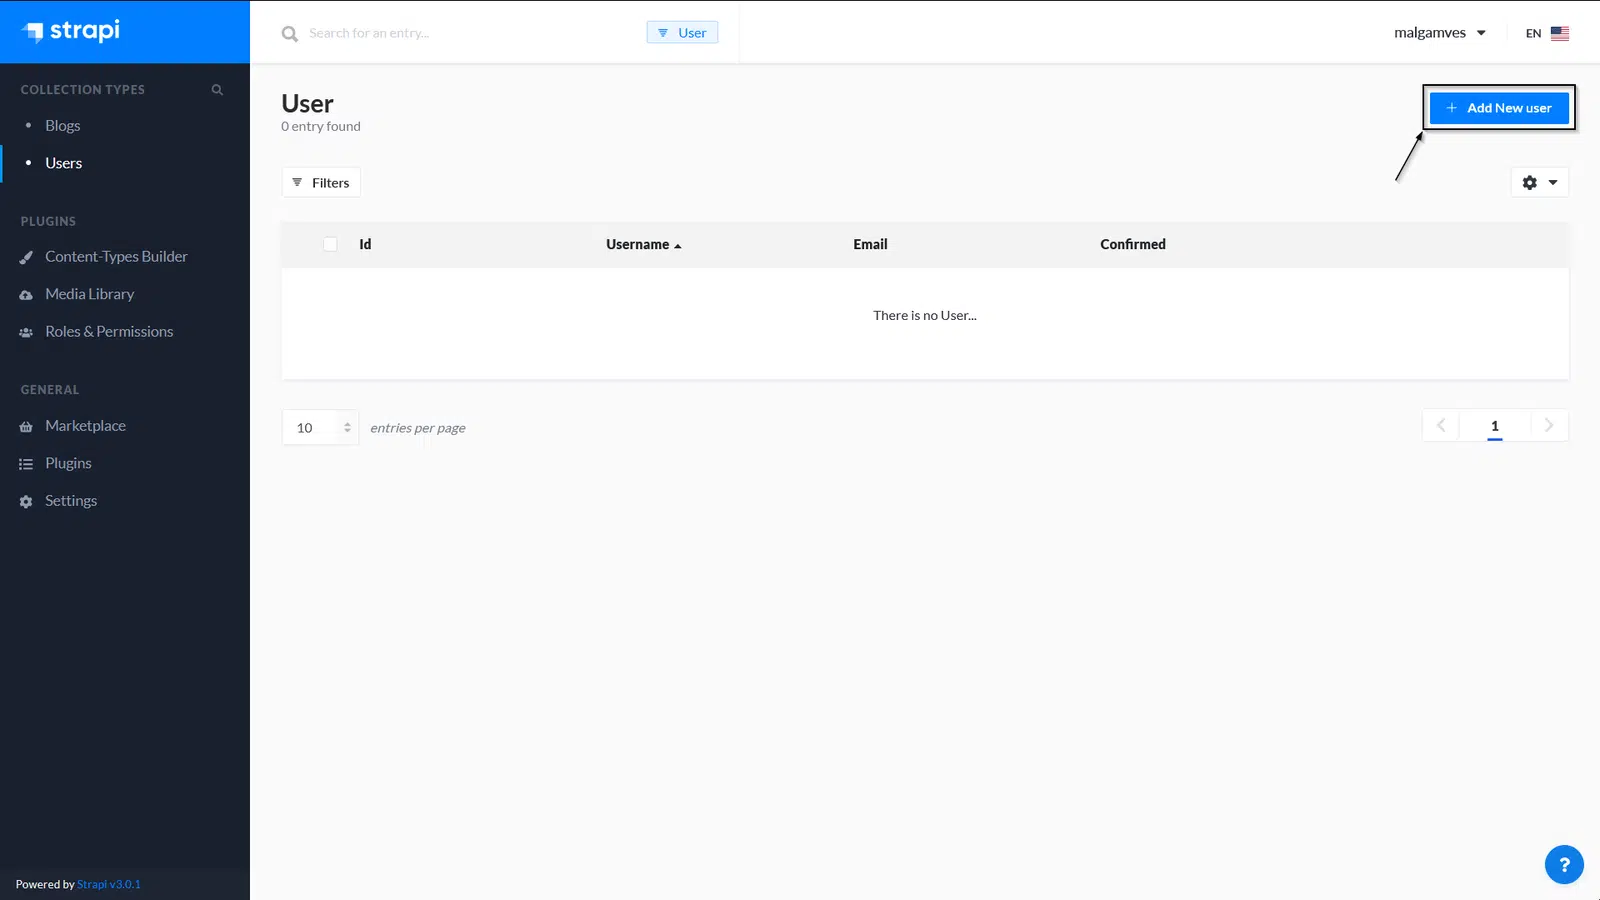 strapi
Search for an entry...
User
malgamves
EN
COLLECTION TYPES
Blogs
Users
PLUGINS
Content-Types Builder
Media Library
Roles & Permissions
GENERAL
Marketplace
Plugins
Settings
Powered by Strapi v3.0.1
User
0 entry found
+ Add New user
Filters
Id Username Email Confirmed
There is no User...
10 entries per page
1
?